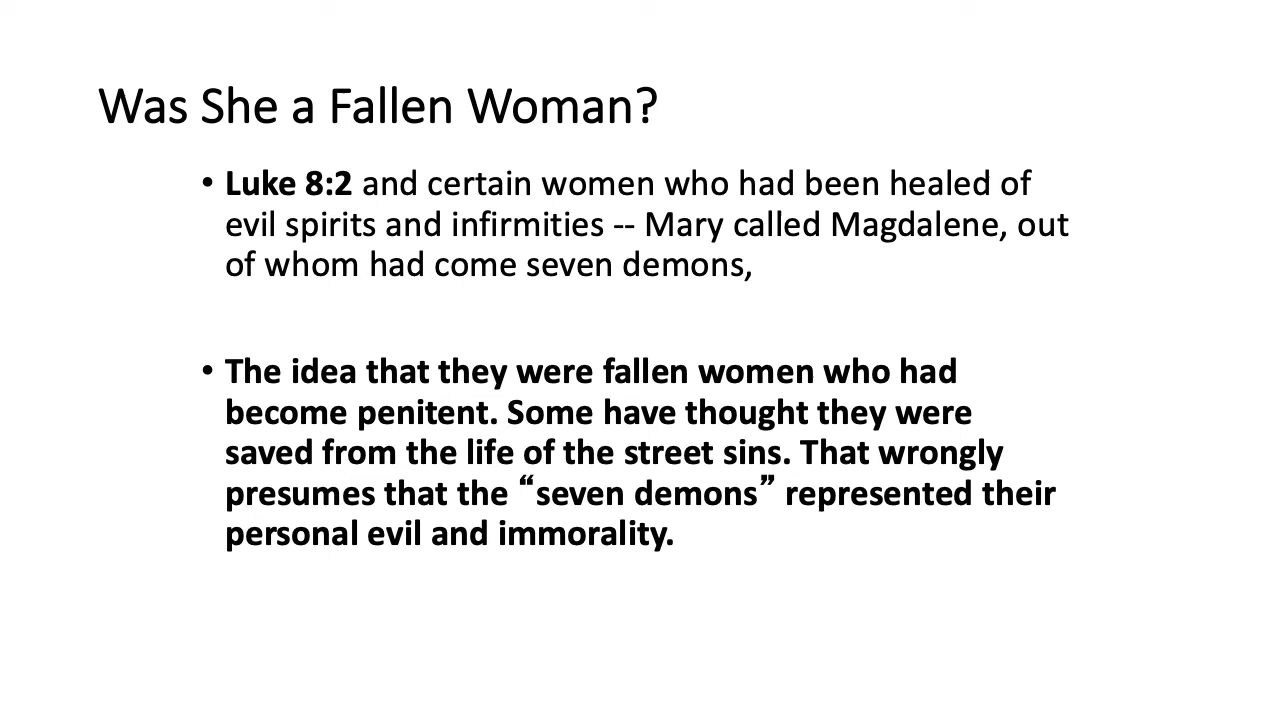 Was She a Fallen Woman?
• Luke 8:2 and certain women who had been healed of
evil spirits and infirmities -- Mary called Magdalene, out
of whom had come seven demons,
• The idea that they were fallen women who had
become penitent. Some have thought they were
saved from the life of the street sins. That wrongly
presumes that the “seven demons” represented their
personal evil and immorality.